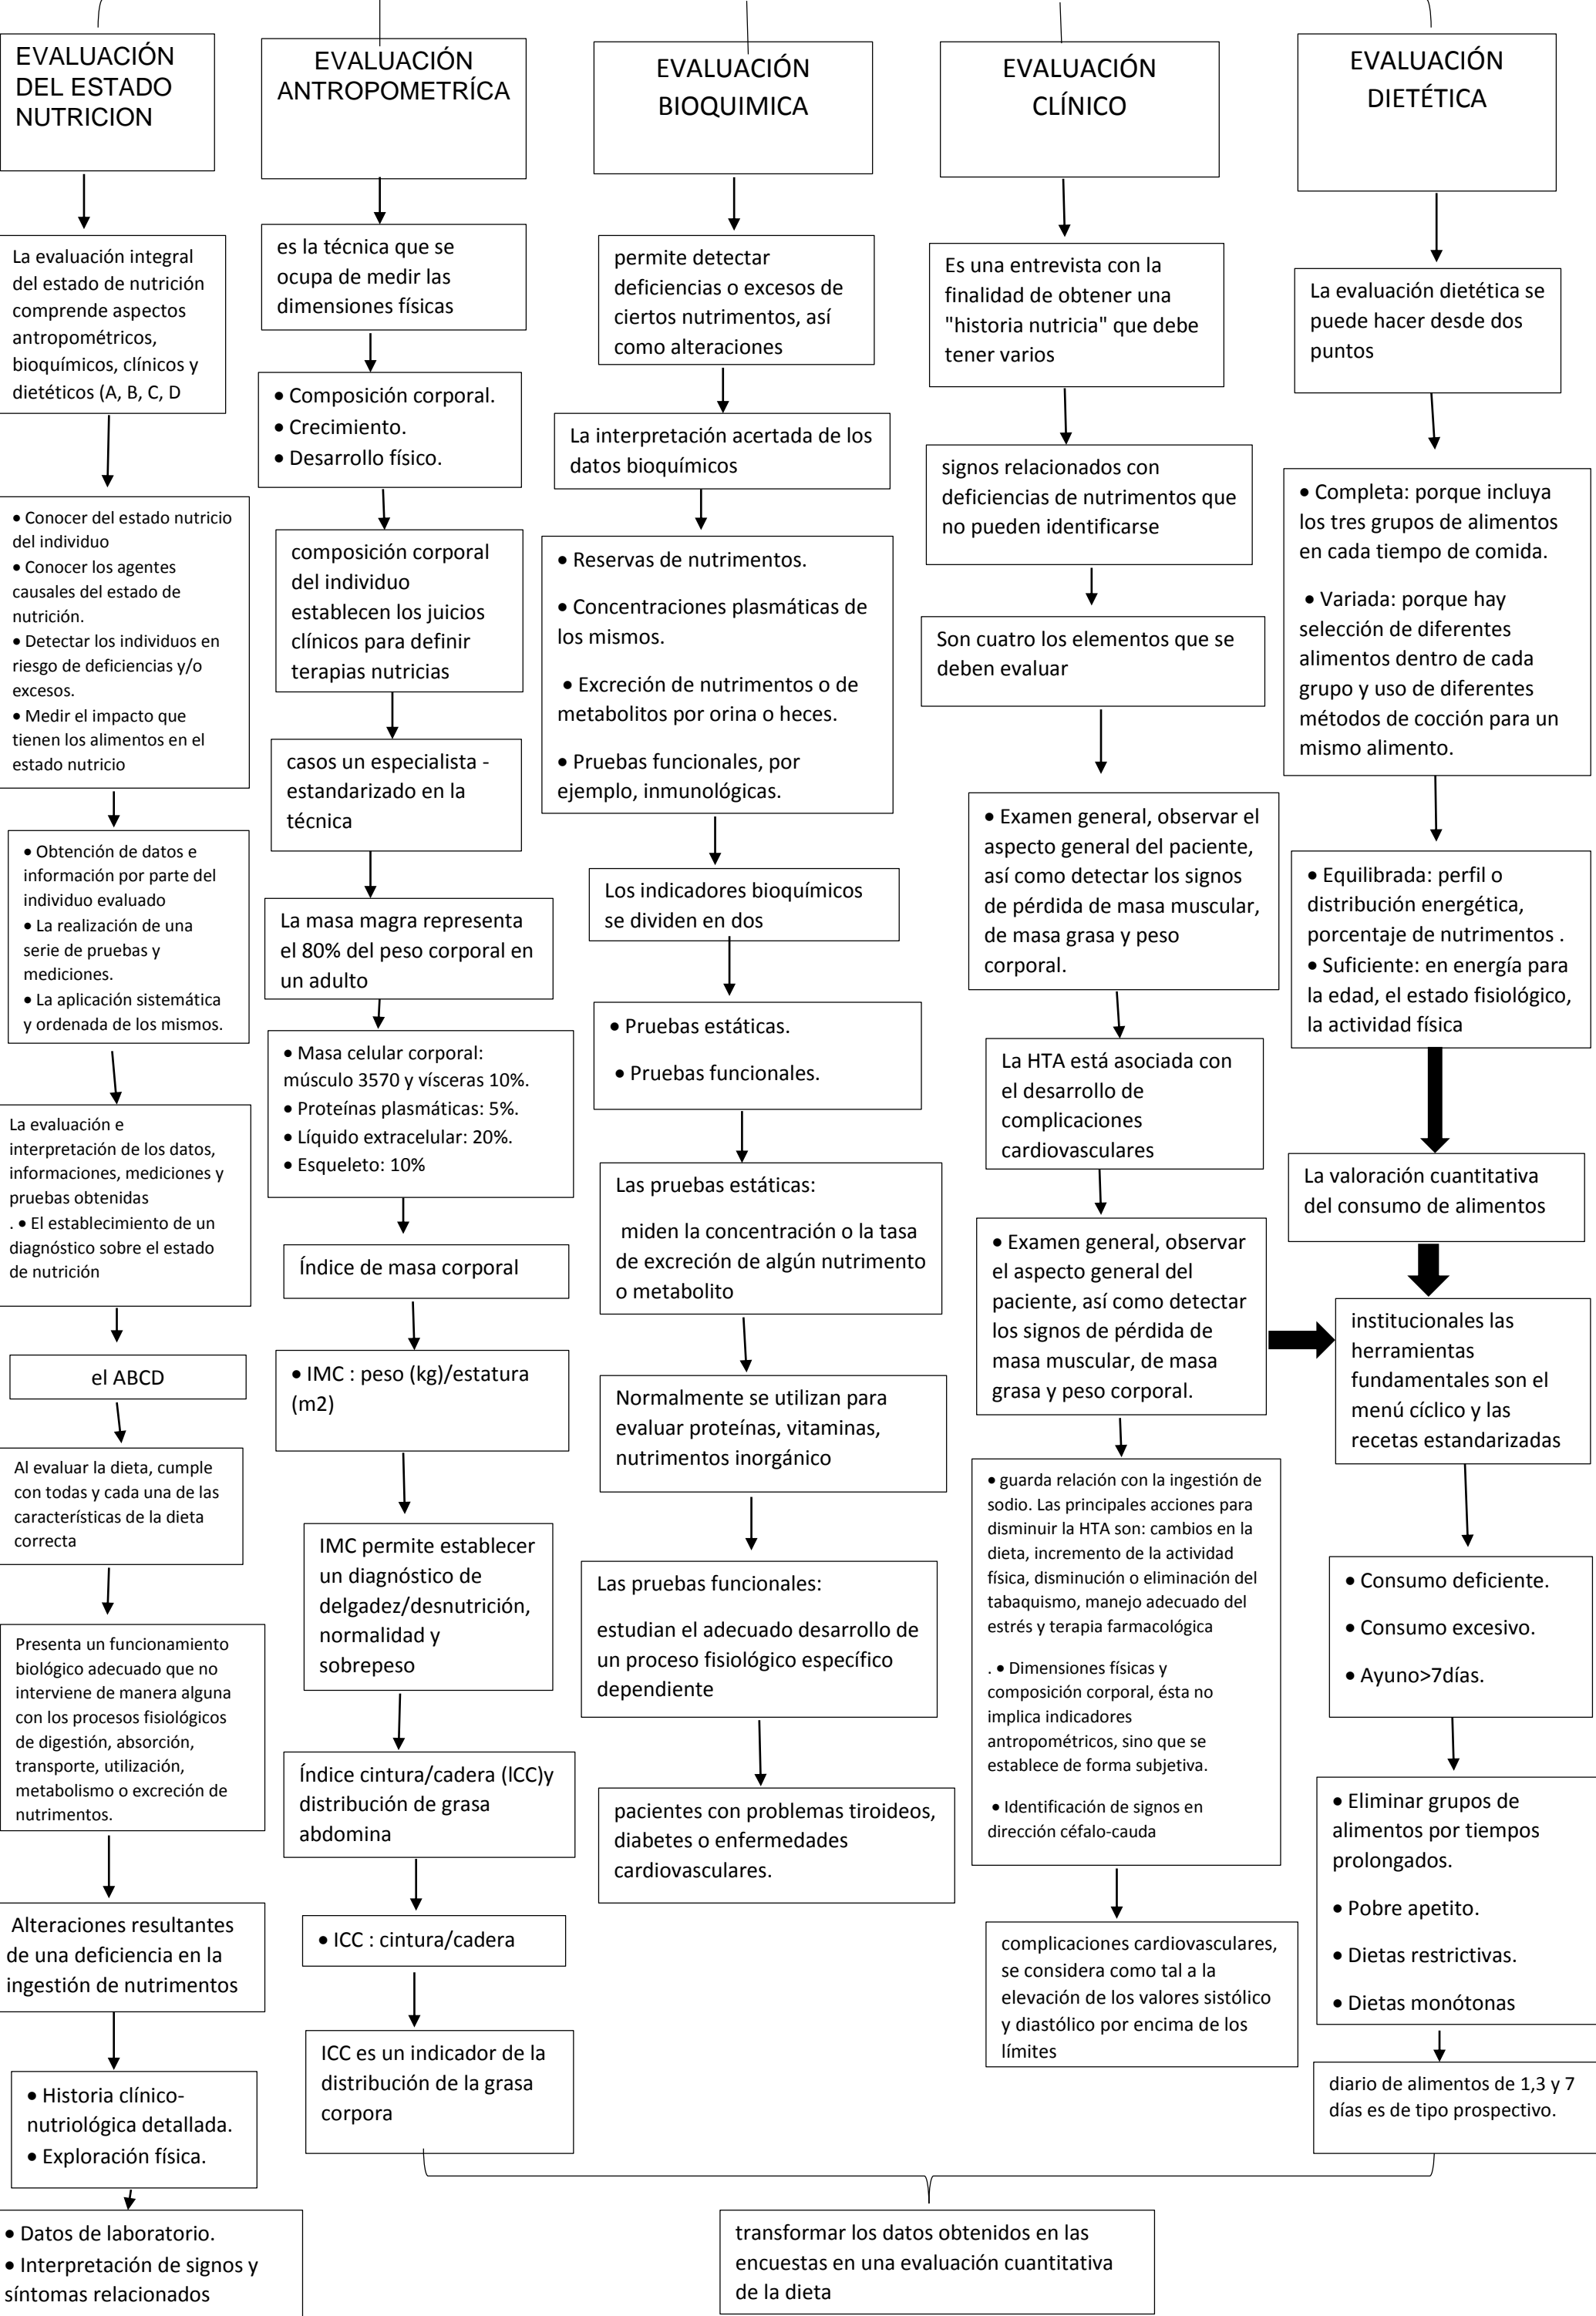 EVALUACIÓN
DEL ESTADO
NUTRICION
La evaluación integral
del estado de nutrición
comprende aspectos
antropométricos,
bioquímicos, clínicos y
dietéticos (A, B, C, D
• Conocer del estado nutricio
del individuo
• Conocer los agentes
causales del estado de
nutrición.
• Detectar los individuos en
riesgo de deficiencias y/o
excesos.
• Medir el impacto que
tienen los alimentos en el
estado nutricio
• Obtención de datos e
información por parte del
individuo evaluado
• La realización de una
serie de pruebas y
mediciones.
• La aplicación sistemática
y ordenada de los mismos.
La evaluación e
interpretación de los datos,
informaciones, mediciones y
pruebas obtenidas
. • El establecimiento de un
diagnóstico sobre el estado
de nutrición
el ABCD
Al evaluar la dieta, cumple
con todas y cada una de las
características de la dieta
correcta
Presenta un funcionamiento
biológico adecuado que no
interviene de manera alguna
con los procesos fisiológicos
de digestión, absorción,
transporte, utilización,
metabolismo o excreción de
nutrimentos.
Alteraciones resultantes
de una deficiencia en la
ingestión de nutrimentos
• Historia clínico-
nutriológica detallada.
• Exploración física.
• Datos de laboratorio.
• Interpretación de signos y
síntomas relacionados
EVALUACIÓN
ANTROPOMETRÍCA
es la técnica que se
ocupa de medir las
dimensiones físicas
• Composición corporal.
• Crecimiento.
• Desarrollo físico.
composición corporal
del individuo
establecen los juicios
clínicos para definir
terapias nutricias
casos un especialista -
estandarizado en la
técnica
La masa magra representa
el 80% del peso corporal en
un adulto
• Masa celular corporal:
músculo 3570 y vísceras 10%.
• Proteínas plasmáticas: 5%.
• Líquido extracelular: 20%.
• Esqueleto: 10%
Índice de masa corporal
• IMC : peso (kg)/estatura
(m2)
IMC permite establecer
un diagnóstico de
delgadez/desnutrición,
normalidad y
sobrepeso
Índice cintura/cadera (lCC)y
distribución de grasa
abdomina
• ICC : cintura/cadera
ICC es un indicador de la
distribución de la grasa
corpora
EVALUACIÓN
BIOQUIMICA
permite detectar
deficiencias o excesos de
ciertos nutrimentos, así
como alteraciones
La interpretación acertada de los
datos bioquímicos
• Reservas de nutrimentos.
• Concentraciones plasmáticas de
los mismos.
• Excreción de nutrimentos o de
metabolitos por orina o heces.
• Pruebas funcionales, por
ejemplo, inmunológicas.
Los indicadores bioquímicos
se dividen en dos
• Pruebas estáticas.
• Pruebas funcionales.
Las pruebas estáticas:
miden la concentración o la tasa
de excreción de algún nutrimento
o metabolito
Normalmente se utilizan para
evaluar proteínas, vitaminas,
nutrimentos inorgánico
Las pruebas funcionales:
estudian el adecuado desarrollo de
un proceso fisiológico específico
dependiente
pacientes con problemas tiroideos,
diabetes o enfermedades
cardiovasculares.
EVALUACIÓN
CLÍNICO
Es una entrevista con la
finalidad de obtener una
"historia nutricia" que debe
tener varios
signos relacionados con
deficiencias de nutrimentos que
no pueden identificarse
Son cuatro los elementos que se
deben evaluar
• Examen general, observar el
aspecto general del paciente,
así como detectar los signos
de pérdida de masa muscular,
de masa grasa y peso
corporal.
La HTA está asociada con
el desarrollo de
complicaciones
cardiovasculares
• Examen general, observar
el aspecto general del
paciente, así como detectar
los signos de pérdida de
masa muscular, de masa
grasa y peso corporal.
• guarda relación con la ingestión de
sodio. Las principales acciones para
disminuir la HTA son: cambios en la
dieta, incremento de la actividad
física, disminución o eliminación del
tabaquismo, manejo adecuado del
estrés y terapia farmacológica
. • Dimensiones físicas y
composición corporal, ésta no
implica indicadores
antropométricos, sino que se
establece de forma subjetiva.
• Identificación de signos en
dirección céfalo-cauda
complicaciones cardiovasculares,
se considera como tal a la
elevación de los valores sistólico
y diastólico por encima de los
límites
EVALUACIÓN
DIETÉTICA
La evaluación dietética se
puede hacer desde dos
puntos
• Completa: porque incluya
los tres grupos de alimentos
en cada tiempo de comida.
• Variada: porque hay
selección de diferentes
alimentos dentro de cada
grupo y uso de diferentes
métodos de cocción para un
mismo alimento.
• Equilibrada: perfil o
distribución energética,
porcentaje de nutrimentos .
• Suficiente: en energía para
la edad, el estado fisiológico,
la actividad física
La valoración cuantitativa
del consumo de alimentos
institucionales las
herramientas
fundamentales son el
menú cíclico y las
recetas estandarizadas
• Consumo deficiente.
• Consumo excesivo.
• Ayuno>7días.
• Eliminar grupos de
alimentos por tiempos
prolongados.
• Pobre apetito.
• Dietas restrictivas.
• Dietas monótonas
diario de alimentos de 1,3 y 7
días es de tipo prospectivo.
transformar los datos obtenidos en las
encuestas en una evaluación cuantitativa
de la dieta